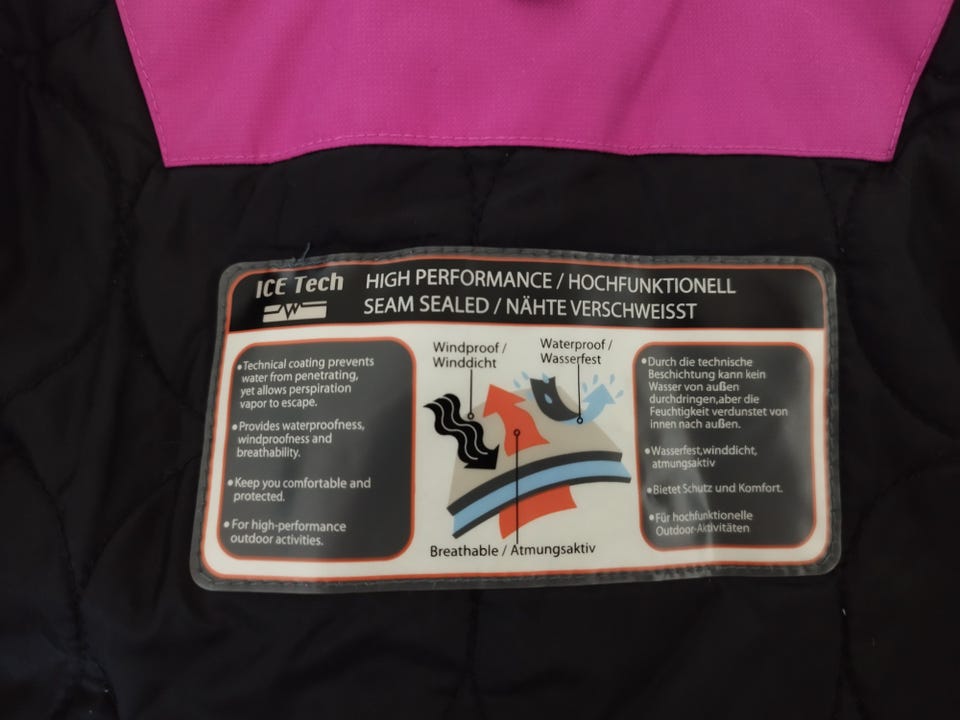 ICE Tech
HIGH PERFORMANCE / HOCHFUNKTIONELL
SEAM SEALED / NÄHTE VERSCHWEISST
•Technical coating prevents
water from penetrating,
yet allows perspiration
vapor to escape.
•Provides waterproofness,
windproofness and
breathability.
•Keep you comfortable and
protected.
•For high-performance
outdoor activities.
Windproof /
Winddicht
Waterproof /
Wasserfest
Breathable / Atmungsaktiv
•Durch die technische
Beschichtung kann kein
Wasser von außen
durchdringen,aber die
Feuchtigkeit verdunstet von
innen nach außen.
•Wasserfest,winddicht,
atmungsaktiv
•Bietet Schutz und Komfort.
•Für hochfunktionelle
Outdoor-Aktivitäten